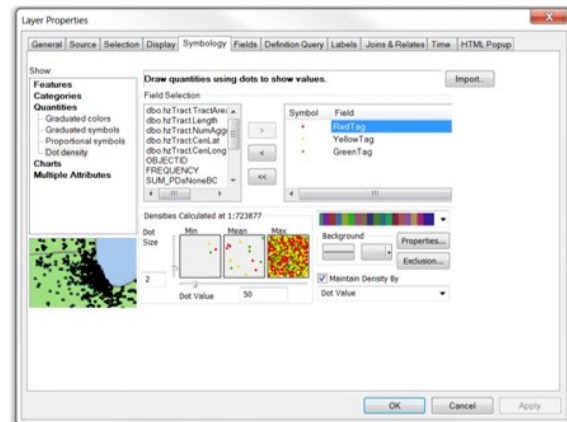 Layer Properties
General Source Selection Display Symbology Fields Definition Query Labels Joins & Relates Time HTML Popup
Show:
Features
Categories
Quantities
Graduated colors
Graduated symbols
Proportional symbols
Dot density
Charts
Multiple Attributes
Draw quantities using dots to show values.
Import...
Field Selection
dbo.hzTract.TractArea
dbo.hzTract.Length
dbo.hzTract.NumAggr
dbo.hzTract.CenLat
dbo.hzTract.CenLong
OBJECTID
FREQUENCY
SUM_PDsNoneBC
>
<
<<
Symbol Field
RedTag
YellowTag
GreenTag
Densities Calculated at 1:723877
Dot Size
2
Min Mean Max
Dot Value 50
Background
Properties...
Exclusion...
Maintain Density By
Dot Value
OK Cancel Apply